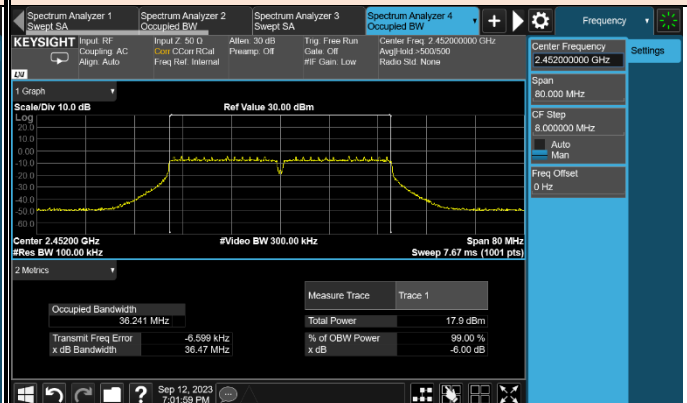 Spectrum Analyzer 1
Swept SA
Spectrum Analyzer 2
Occupied BW
Spectrum Analyzer 3
Swept SA
Spectrum Analyzer 4
Occupied BW
Frequency
KEYSIGHT
Input: RF
Coupling: AC
Align: Auto
Input Z: 50 Ω
Corr CCorr RCal
Freq Ref: Internal
Atten: 30 dB
Preamp: Off
Trig: Free Run
Gate: Off
#IF Gain: Low
Center Freq: 2.452000000 GHz
Avg|Hold:>500/500
Radio Std: None
LXI
1 Graph
Scale/Div 10.0 dB
Ref Value 30.00 dBm
Log
20.0
10.0
0.00
-10.0
-20.0
-30.0
-40.0
-50.0
-60.0
Center 2.45200 GHz
#Video BW 300.00 kHz
Span 80 MHz
#Res BW 100.00 kHz
Sweep 7.67 ms (1001 pts)
2 Metrics
Measure Trace
Trace 1
Occupied Bandwidth
36.241 MHz
Total Power
17.9 dBm
Transmit Freq Error
-6.599 kHz
% of OBW Power
99.00 %
x dB Bandwidth
36.47 MHz
x dB
-6.00 dB
Sep 12, 2023
7:01:59 PM
Center Frequency
2.452000000 GHz
Settings
Span
80.000 MHz
CF Step
8.000000 MHz
Auto
Man
Freq Offset
0 Hz